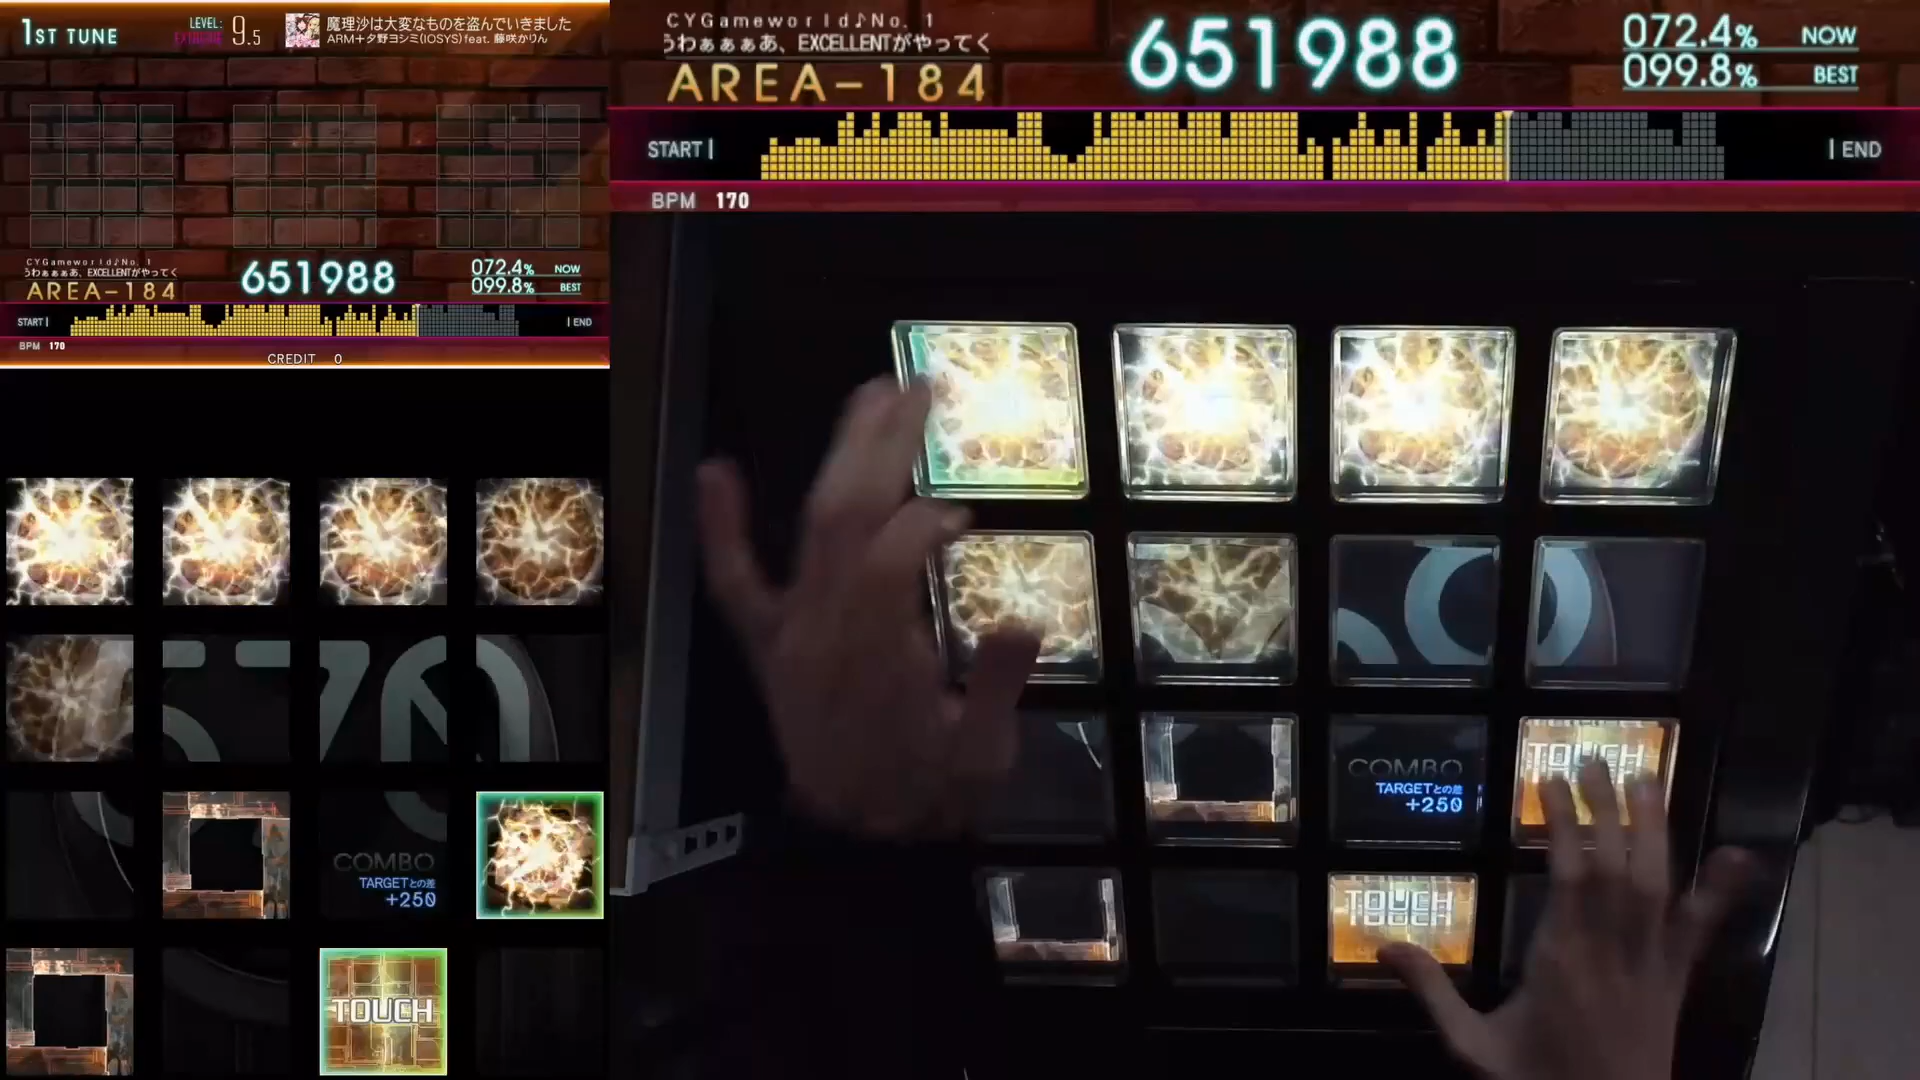 1ST TUNE
LEVEL:
EXTREME 9.5
魔理沙は大変なものを盗んでいきました
ARM+夕野ヨシミ(IOSYS)feat. 藤咲かりん
CYGameworld♪No. 1
うわぁぁぁあ、EXCELLENTがやってく
AREA-184
651988
072.4% NOW
099.8% BEST
START
END
BPM 170
CREDIT 0
COMBO
TARGETとの差
+250
TOUCH
CYGameworld♪No. 1
うわぁぁぁあ、EXCELLENTがやってく
AREA-184
651988
072.4% NOW
099.8% BEST
START
END
BPM 170
COMBO
TARGETとの差
+250
TOUCH
TOUCH